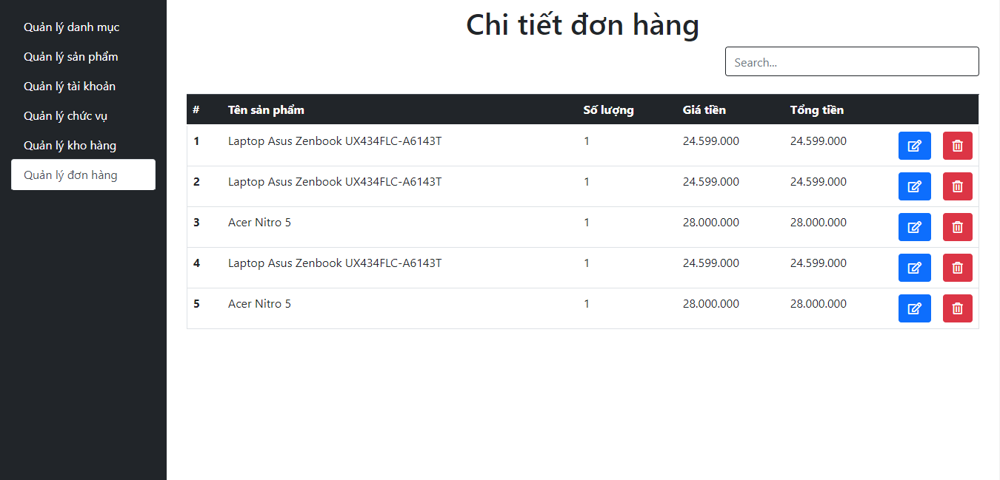 Quản lý danh mục
Quản lý sản phẩm
Quản lý tài khoản
Quản lý chức vụ
Quản lý kho hàng
Quản lý đơn hàng
Chi tiết đơn hàng
Search...
# Tên sản phẩm Số lượng Giá tiền Tổng tiền
1 Laptop Asus Zenbook UX434FLC-A6143T 1 24.599.000 24.599.000
2 Laptop Asus Zenbook UX434FLC-A6143T 1 24.599.000 24.599.000
3 Acer Nitro 5 1 28.000.000 28.000.000
4 Laptop Asus Zenbook UX434FLC-A6143T 1 24.599.000 24.599.000
5 Acer Nitro 5 1 28.000.000 28.000.000